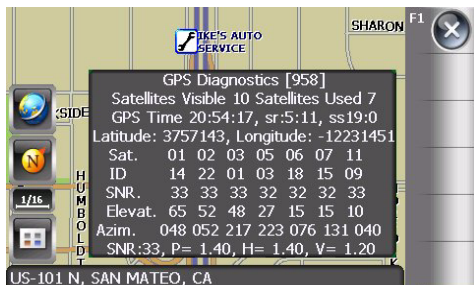 SHARON
F1
IKE'S AUTO
SERVICE
GPS Diagnostics [958]
Satellites Visible 10 Satellites Used 7
SIDE
GPS Time 20:54:17, sr:5:11, ss19:0
Latitude: 3757143, Longitude: -12231451
Sat. 01 02 03 05 06 07 11
N
ID 14 22 01 03 18 15 09
SNR. 33 33 33 32 32 32 33
1/16
HUMBOLDT
Elevat. 65 52 48 27 15 15 10
Azim. 048 052 217 223 076 131 040
SNR:33, P= 1.40, H= 1.40, V= 1.20
US-101 N, SAN MATEO, CA